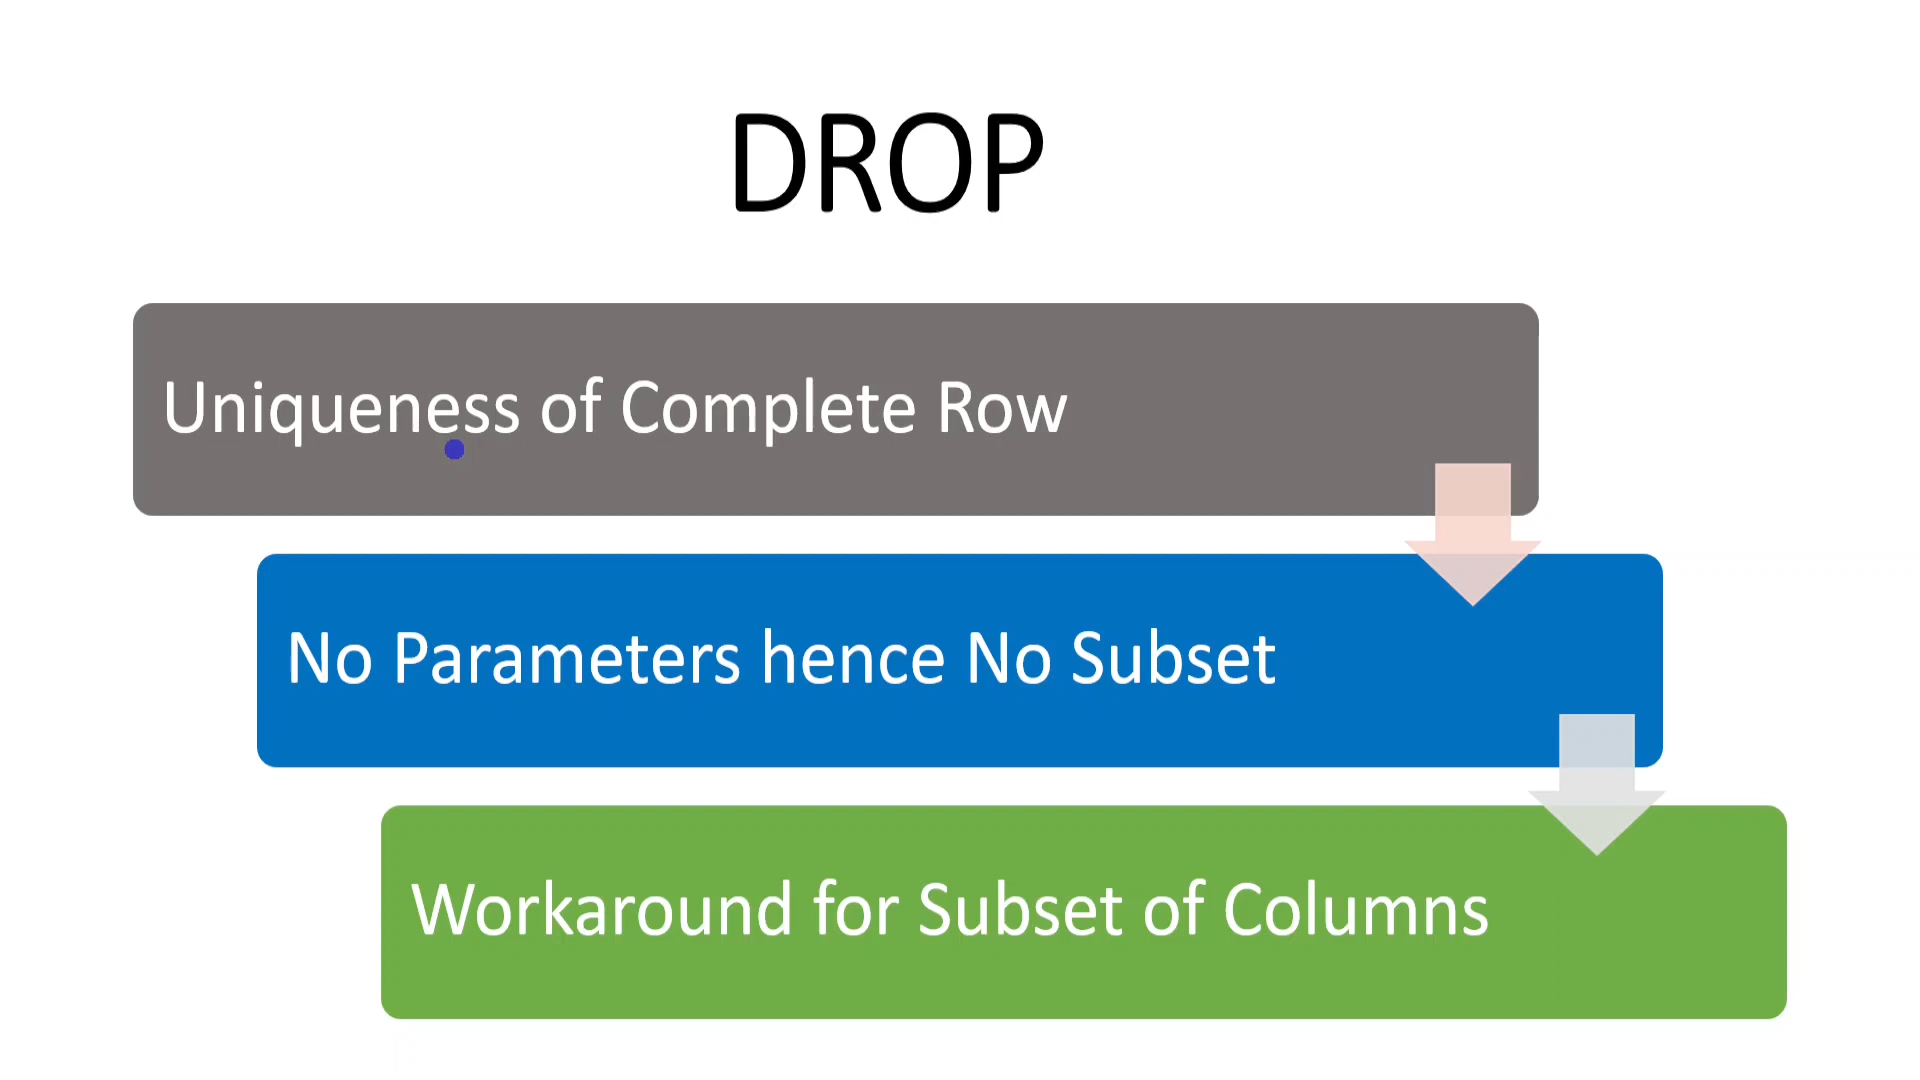 DROP
Uniqueness of Complete Row
No Parameters hence No Subset
Workaround for Subset of Columns